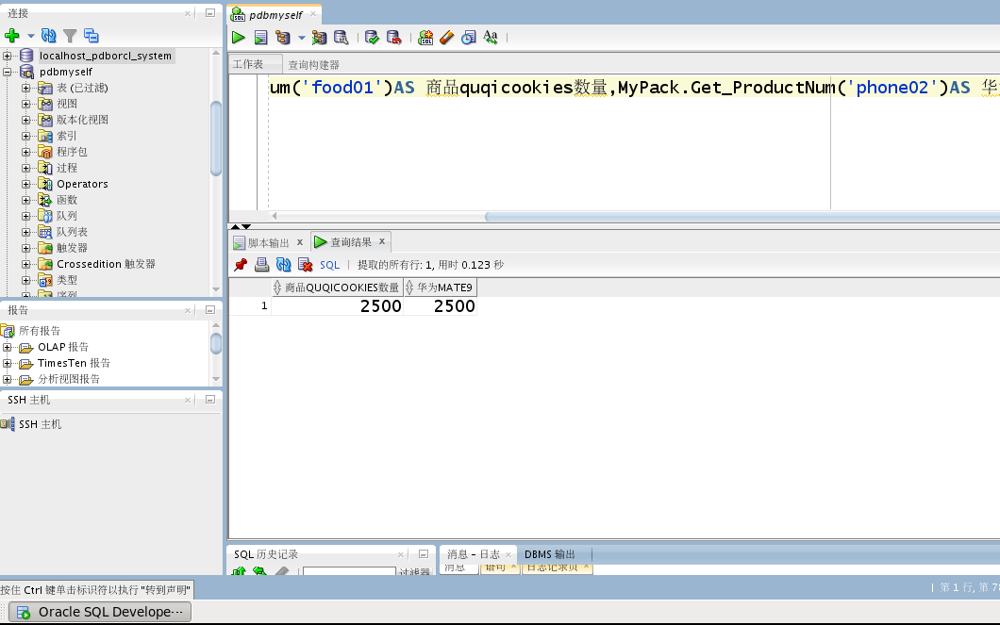 连接
pdbmyself
localhost_pdborcl_system
pdbmyself
表 (已过滤)
视图
版本化视图
索引
程序包
过程
Operators
函数
队列
队列表
触发器
Crossedition 触发器
类型
序列
报告
所有报告
OLAP 报告
TimesTen 报告
分析视图报告
SSH 主机
SSH 主机
工作表 查询构建器
um('food01')AS 商品quqicookies数量,MyPack.Get_ProductNum('phone02')AS 华
脚本输出 x 查询结果 x
SQL | 提取的所有行: 1, 用时 0.123 秒
商品QUQICOOKIES数量 华为MATE9
1 2500 2500
SQL 历史记录
过滤器
消息 - 日志 DBMS 输出
消息 语句 日志记录页
按住 Ctrl 键单击标识符以执行 "转到声明"
| 第 1 行, 第 78
Oracle SQL Develope···